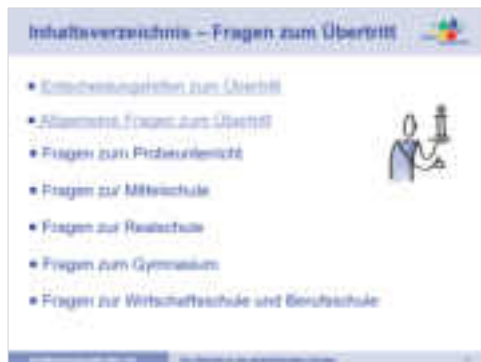 Inhaltsverzeichnis – Fragen zum Übertritt
• Entscheidungshilfen zum Übertritt
• Allgemeine Fragen zum Übertritt
• Fragen zum Probeunterricht
• Fragen zur Mittelschule
• Fragen zur Realschule
• Fragen zum Gymnasium
• Fragen zur Wirtschaftsschule und Berufsschule